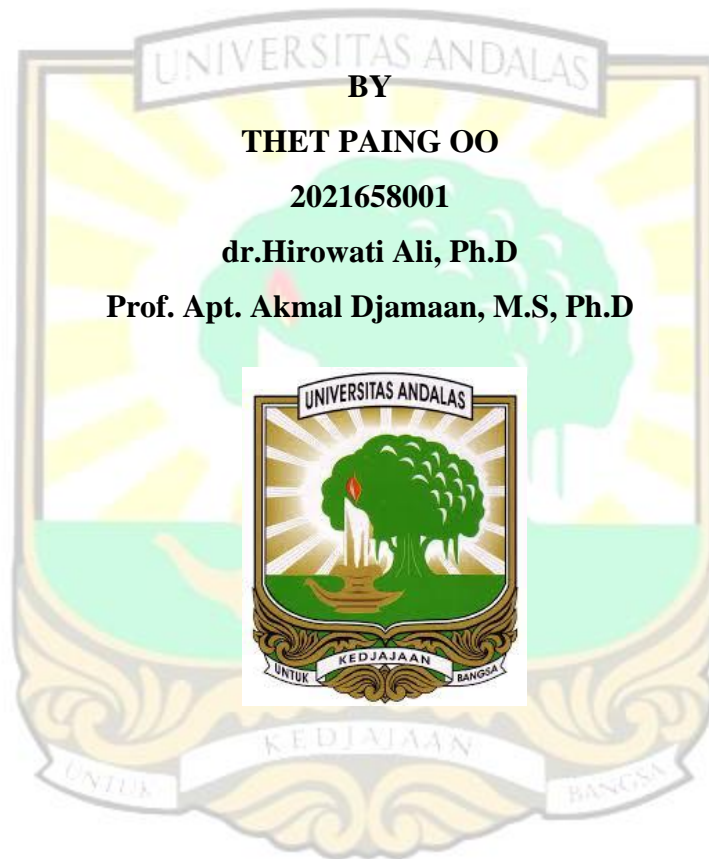 UNIVERSITAS ANDALAS
BY
THET PAING OO
2021658001
dr.Hirowati Ali, Ph.D
Prof. Apt. Akmal Djamaan, M.S, Ph.D
UNIVERSITAS ANDALAS
UNTUK KEDJAJAAN BANGSA
UNTUK KEDJAJAAN BANGSA